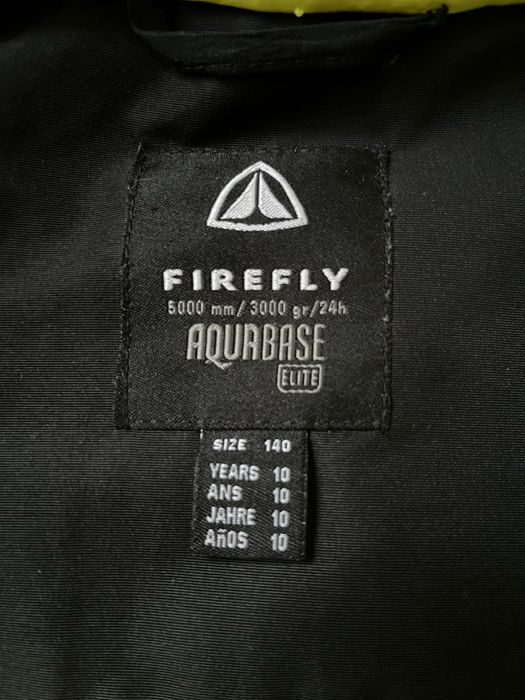 FIREFLY
5000 mm/ 3000 gr/24h
AQUABASE
ELITE
SIZE 140
YEARS 10
ANS 10
JAHRE 10
AñOS 10